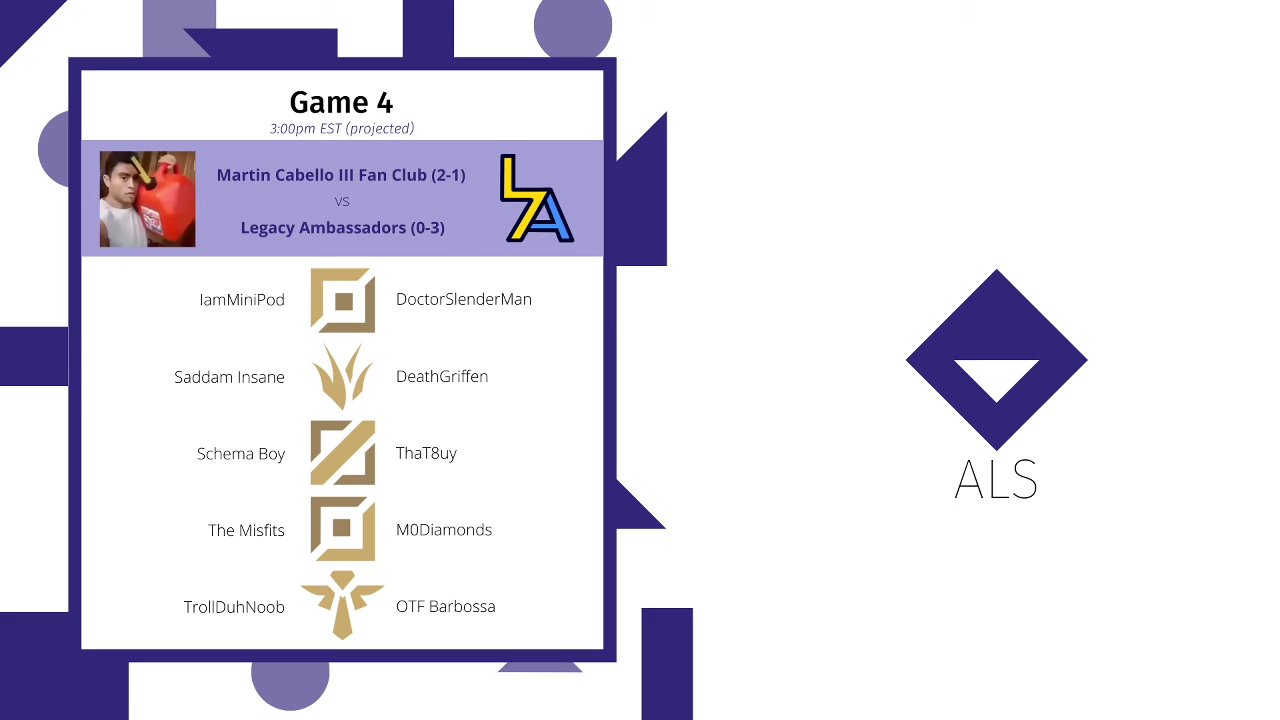 Game 4
3:00pm EST (projected)
Martin Cabello III Fan Club (2-1)
vs
Legacy Ambassadors (0-3)
IamMiniPod
DoctorSlenderMan
Saddam Insane
DeathGriffen
Schema Boy
ThaT8uy
The Misfits
M0Diamonds
TrollDuhNoob
OTF Barbossa
LA
ALS